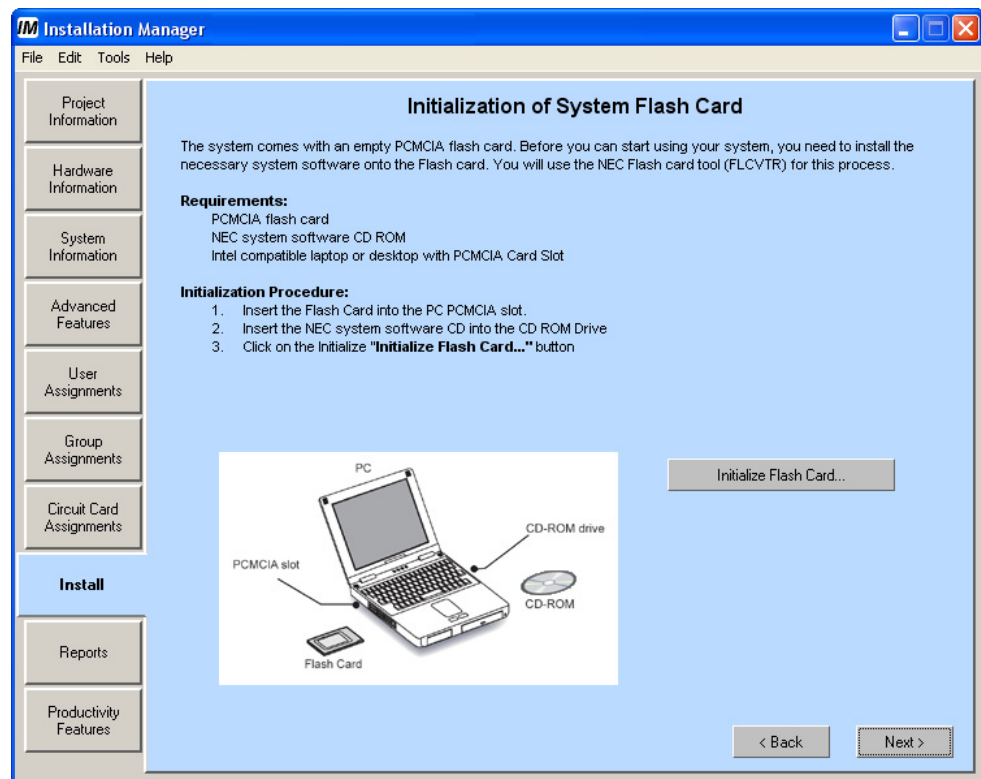 IM Installation Manager
File Edit Tools Help
Project
Information
Hardware
Information
System
Information
Advanced
Features
User
Assignments
Group
Assignments
Circuit Card
Assignments
Install
Reports
Productivity
Features
Initialization of System Flash Card
The system comes with an empty PCMCIA flash card. Before you can start using your system, you need to install the
necessary system software onto the Flash card. You will use the NEC Flash card tool (FLCVTR) for this process.
Requirements:
PCMCIA flash card
NEC system software CD ROM
Intel compatible laptop or desktop with PCMCIA Card Slot
Initialization Procedure:
1. Insert the Flash Card into the PC PCMCIA slot.
2. Insert the NEC system software CD into the CD ROM Drive
3. Click on the Initialize "Initialize Flash Card..." button
PC
CD-ROM drive
PCMCIA slot
CD-ROM
Flash Card
Initialize Flash Card...
< Back
Next >